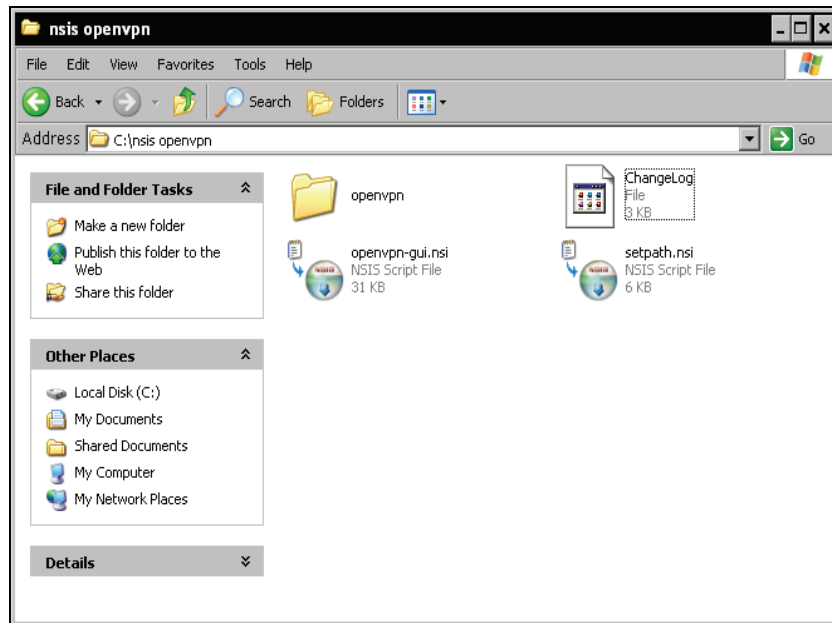 nsis openvpn
File Edit View Favorites Tools Help
Back Search Folders
Address C:\nsis openvpn Go
File and Folder Tasks
Make a new folder
Publish this folder to the
Web
Share this folder
Other Places
Local Disk (C:)
My Documents
Shared Documents
My Computer
My Network Places
Details
openvpn
ChangeLog
File
3 KB
openvpn-gui.nsi
NSIS Script File
31 KB
setpath.nsi
NSIS Script File
6 KB